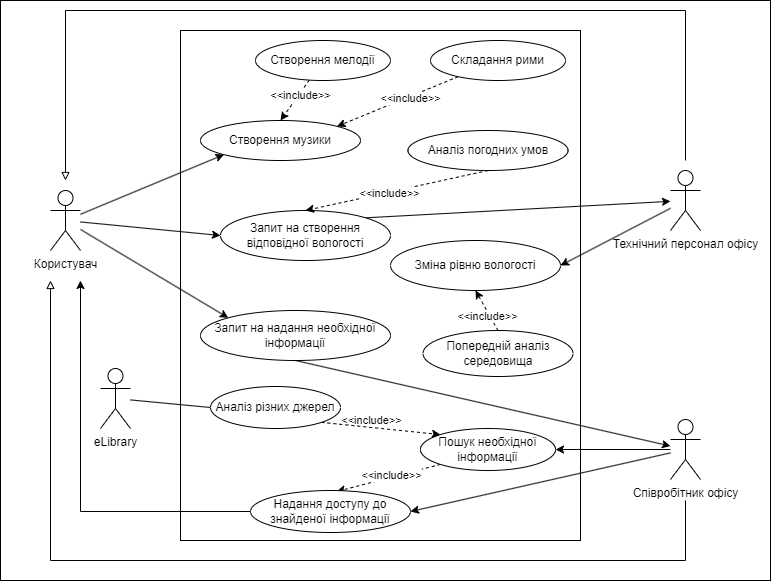 Створення мелодії
Складання рими
<<include>>
<<include>>
Створення музики
Аналіз погодних умов
<<include>>
Запит на створення
відповідної вологості
Технічний персонал офісу
Користувач
Зміна рівню вологості
<<include>>
Запит на надання необхідної
інформації
Попередній аналіз
середовища
Аналіз різних джерел
<<include>>
eLibrary
Пошук необхідної
інформації
<<include>>
Надання доступу до
знайденої інформації
Співробітник офісу